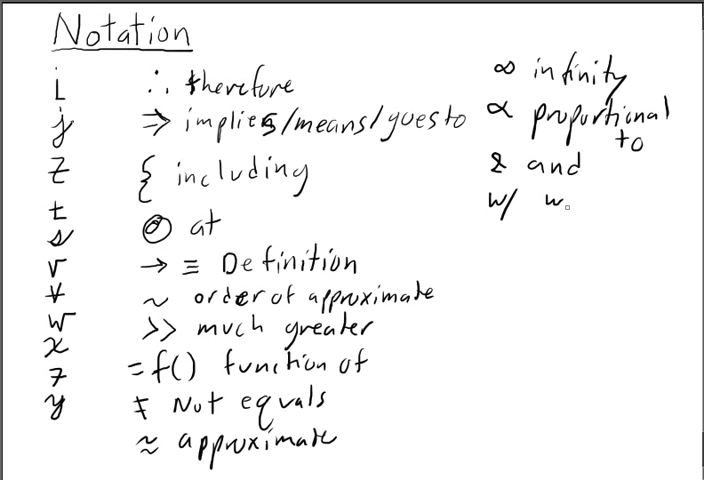 Notation
i
j
z
t
s
r
+
w
x
7
y
∴ therefore
⇒ implies/means/goes to
{ including
@ at
→ ≡ Definition
~ order of approximate
>> much greater
= f() function of
≠ Not equals
≈ approximate
∞ infinity
∝ proportional
to
& and
w/ w